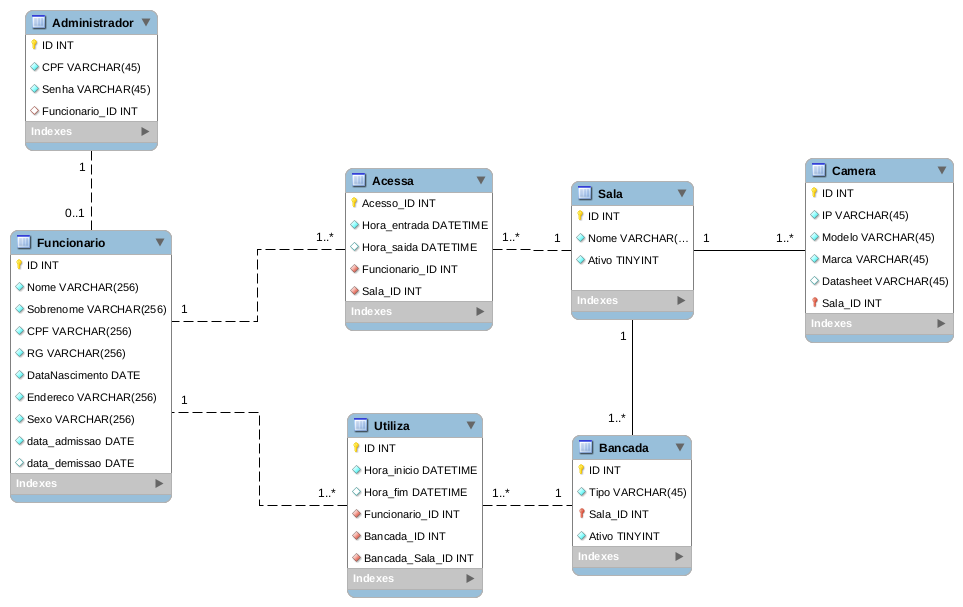 Administrador
ID INT
CPF VARCHAR(45)
Senha VARCHAR(45)
Funcionario_ID INT
Indexes
1
0..1
Funcionario
ID INT
Nome VARCHAR(256)
Sobrenome VARCHAR(256)
CPF VARCHAR(256)
RG VARCHAR(256)
DataNascimento DATE
Endereco VARCHAR(256)
Sexo VARCHAR(256)
data_admissao DATE
data_demissao DATE
Indexes
1
1..*
1
1..*
Acessa
Acesso_ID INT
Hora_entrada DATETIME
Hora_saida DATETIME
Funcionario_ID INT
Sala_ID INT
Indexes
1..*
1
Sala
ID INT
Nome VARCHAR(...
Ativo TINYINT
Indexes
1
1..*
Camera
ID INT
IP VARCHAR(45)
Modelo VARCHAR(45)
Marca VARCHAR(45)
Datasheet VARCHAR(45)
Sala_ID INT
Indexes
1
1..*
Utiliza
ID INT
Hora_inicio DATETIME
Hora_fim DATETIME
Funcionario_ID INT
Bancada_ID INT
Bancada_Sala_ID INT
Indexes
1..*
1
Bancada
ID INT
Tipo VARCHAR(45)
Sala_ID INT
Ativo TINYINT
Indexes